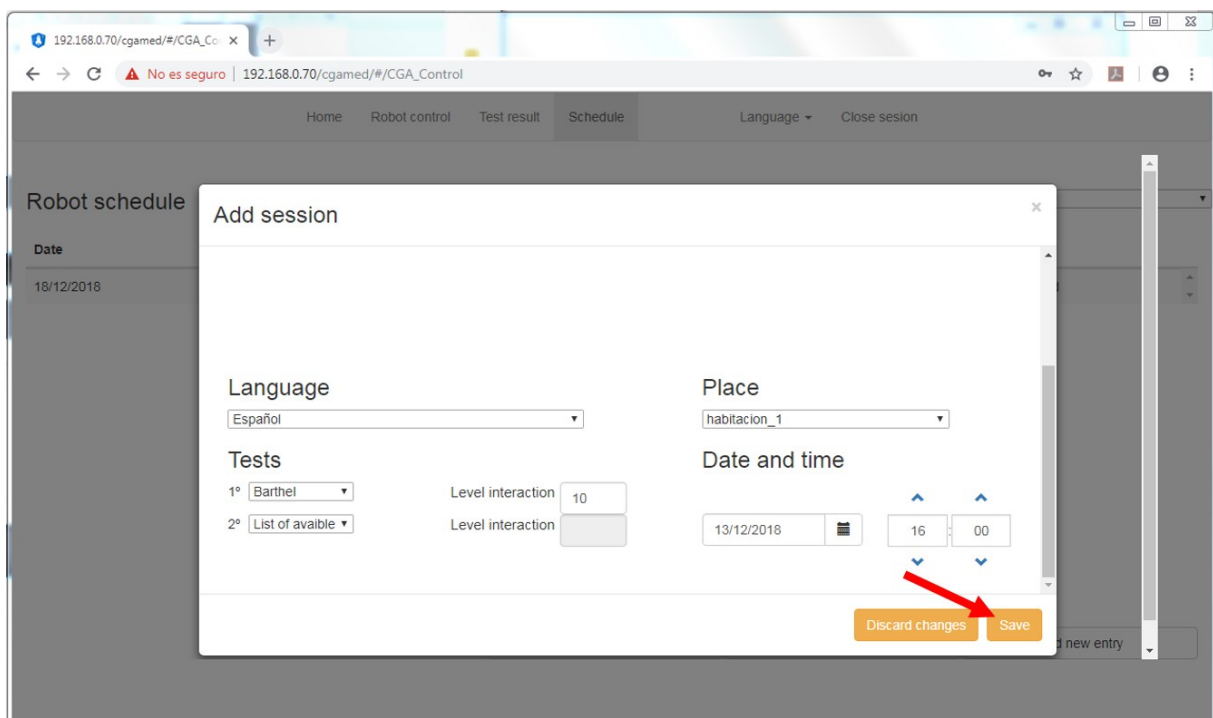 192.168.0.70/cgamed/#/CGA_Co
No es seguro 192.168.0.70/cgamed/#/CGA_Control
Home Robot control Test result Schedule Language Close sesion
Robot schedule
Add session
×
Date
18/12/2018
Language Place
Español habitacion_1
Tests Date and time
1º Barthel Level interaction 10
2º List of avaible Level interaction
13/12/2018 16 : 00
Discard changes Save
new entry